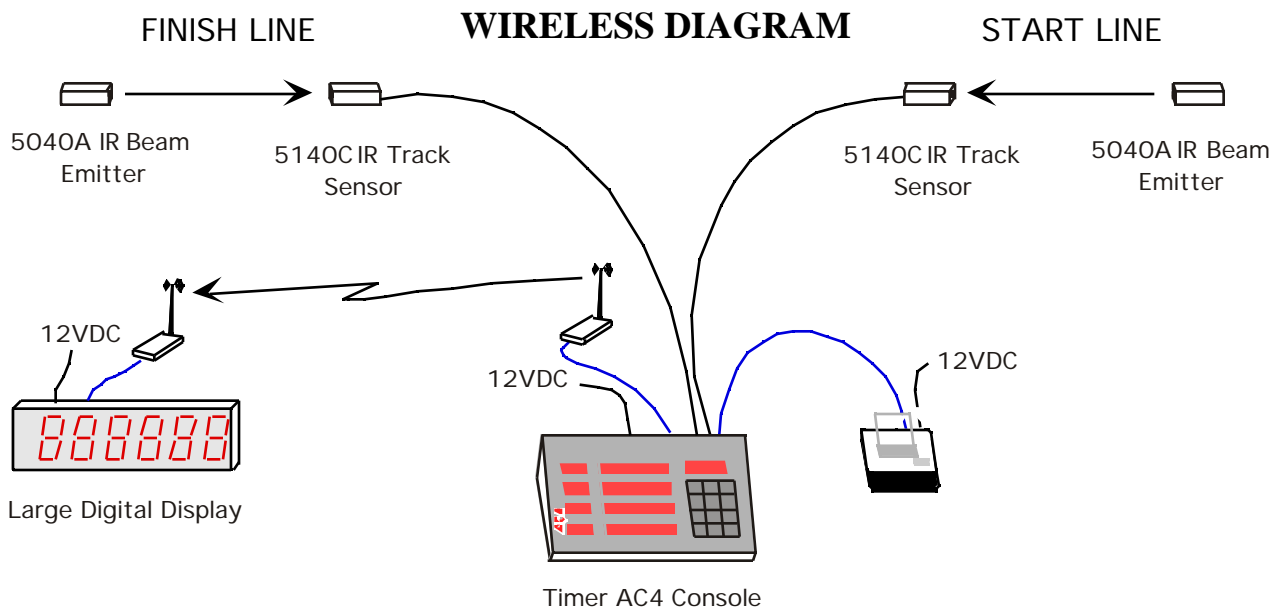 FINISH LINE
WIRELESS DIAGRAM
START LINE
5040A IR Beam
Emitter
5140C IR Track
Sensor
5140C IR Track
Sensor
5040A IR Beam
Emitter
12VDC
12VDC
12VDC
Large Digital Display
Timer AC4 Console